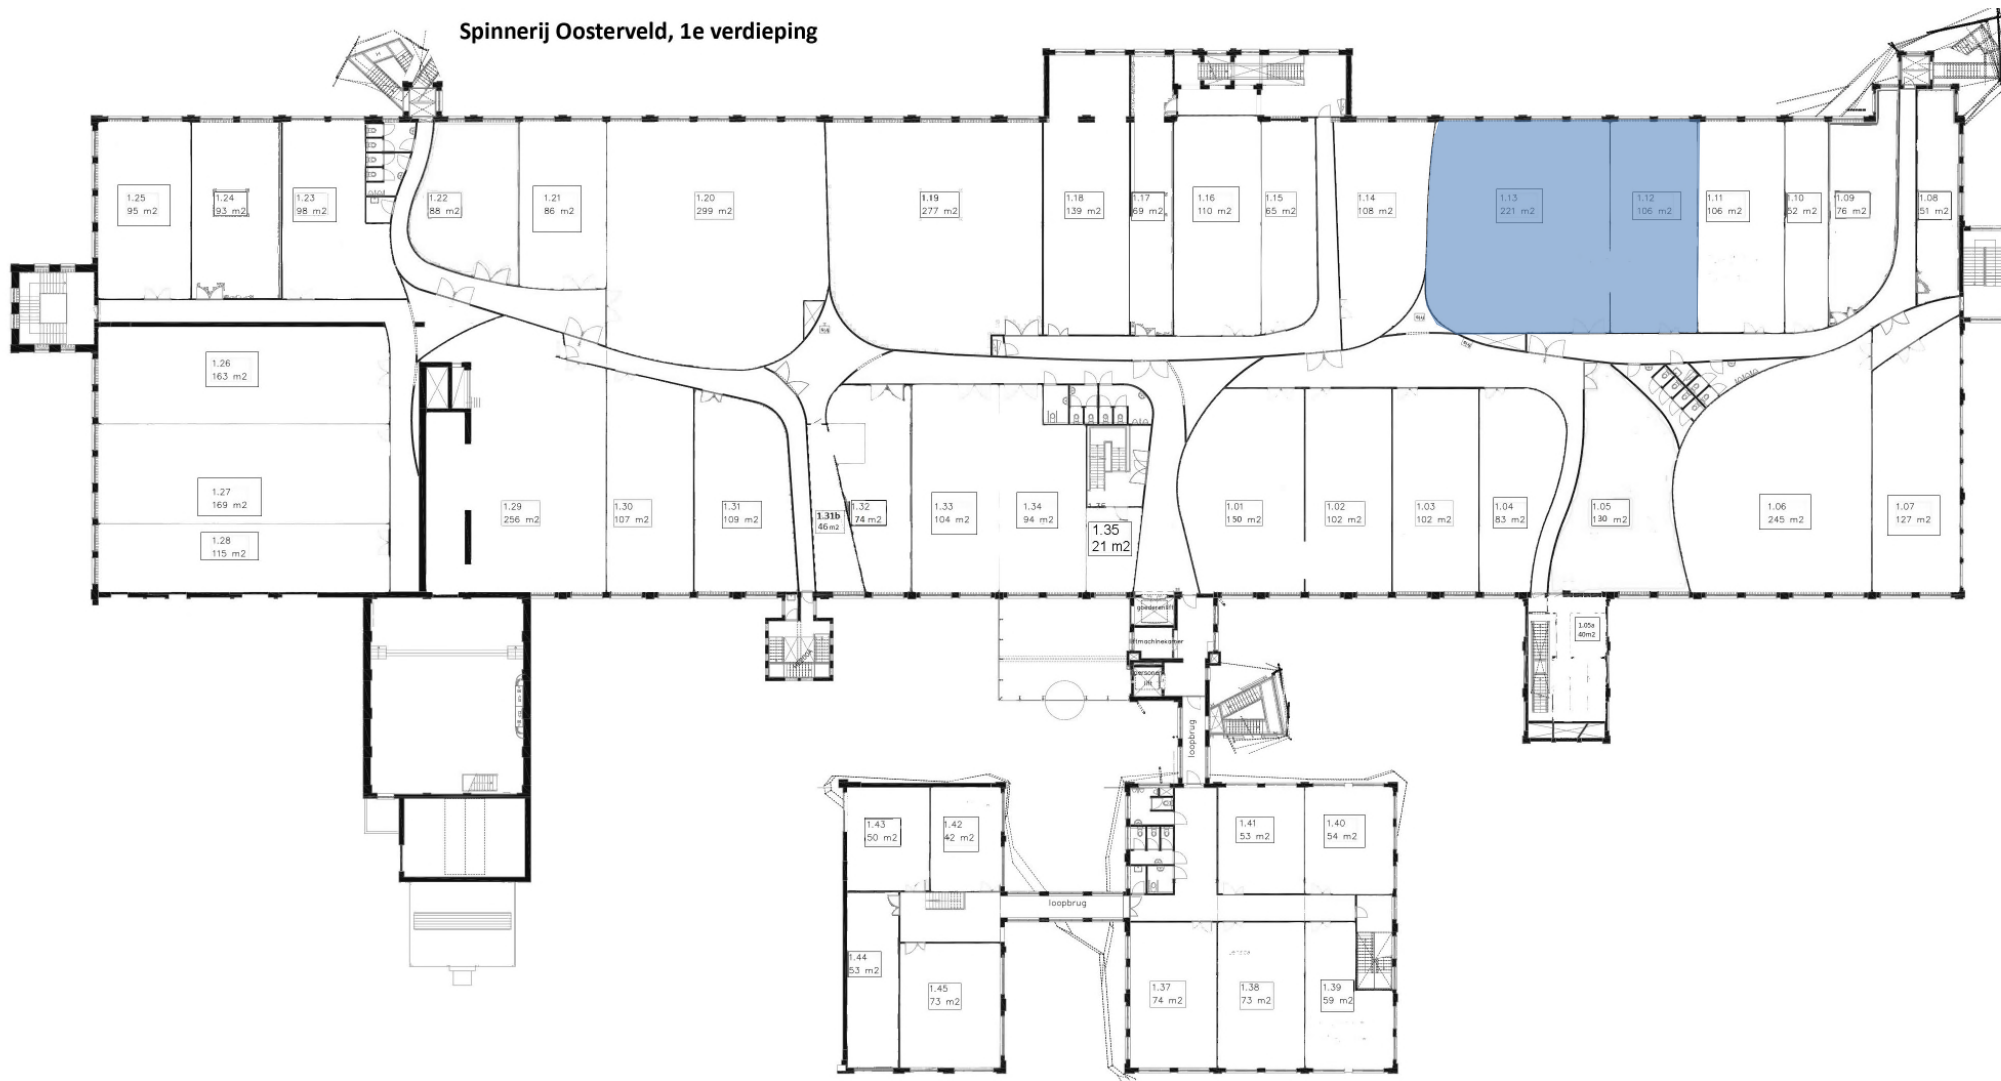 Spinnerij Oosterveld, 1e verdieping
1.25
95 m2
1.24
93 m2
1.23
98 m2
1.22
88 m2
1.21
86 m2
1.20
299 m2
1.19
277 m2
1.18
139 m2
1.17
69 m2
1.16
110 m2
1.15
65 m2
1.14
108 m2
1.13
221 m2
1.12
106 m2
1.11
106 m2
1.10
52 m2
1.09
76 m2
1.08
51 m2
1.26
163 m2
1.27
169 m2
1.28
115 m2
1.29
256 m2
1.30
107 m2
1.31
109 m2
1.31b
46 m2
1.32
74 m2
1.33
104 m2
1.34
94 m2
1.36
1.35
21 m2
1.01
150 m2
1.02
102 m2
1.03
102 m2
1.04
83 m2
1.05
130 m2
1.06
245 m2
1.07
127 m2
goederenlift
liftmachinekamer
personen
lift
1.05a
40m2
loopbrug
1.43
50 m2
1.42
42 m2
1.41
53 m2
1.40
54 m2
loopbrug
1.44
53 m2
1.45
73 m2
1.37
74 m2
1.38
73 m2
1.39
59 m2